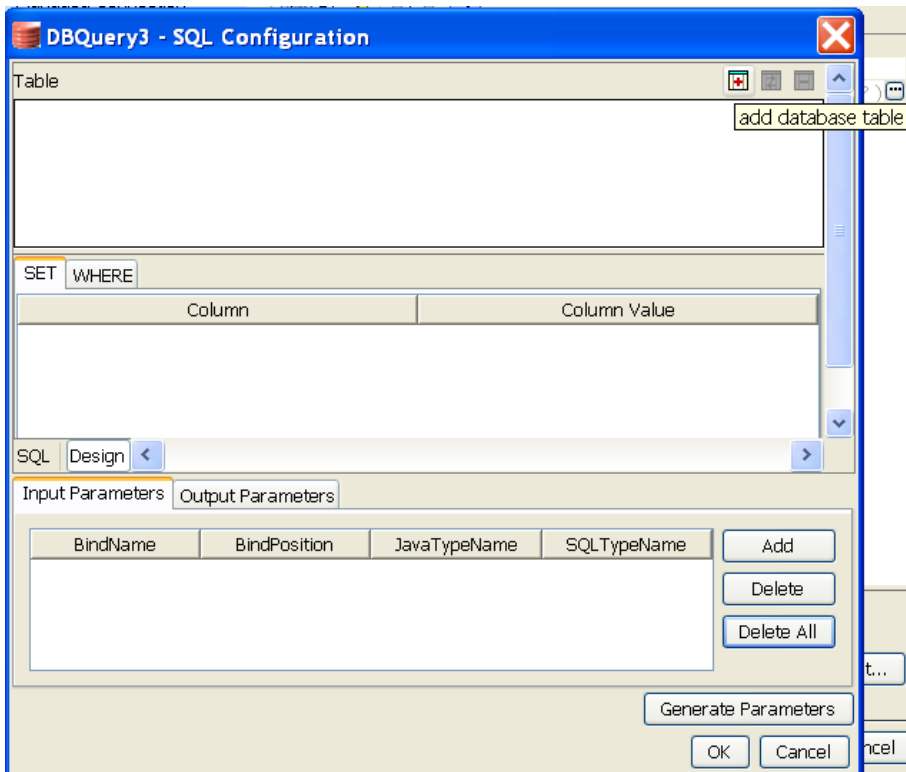 DBQuery3 - SQL Configuration
Table
add database table
SET WHERE
Column Column Value
SQL Design
Input Parameters Output Parameters
BindName BindPosition JavaTypeName SQLTypeName Add
Delete
Delete All
t...
Generate Parameters
OK Cancel ncel